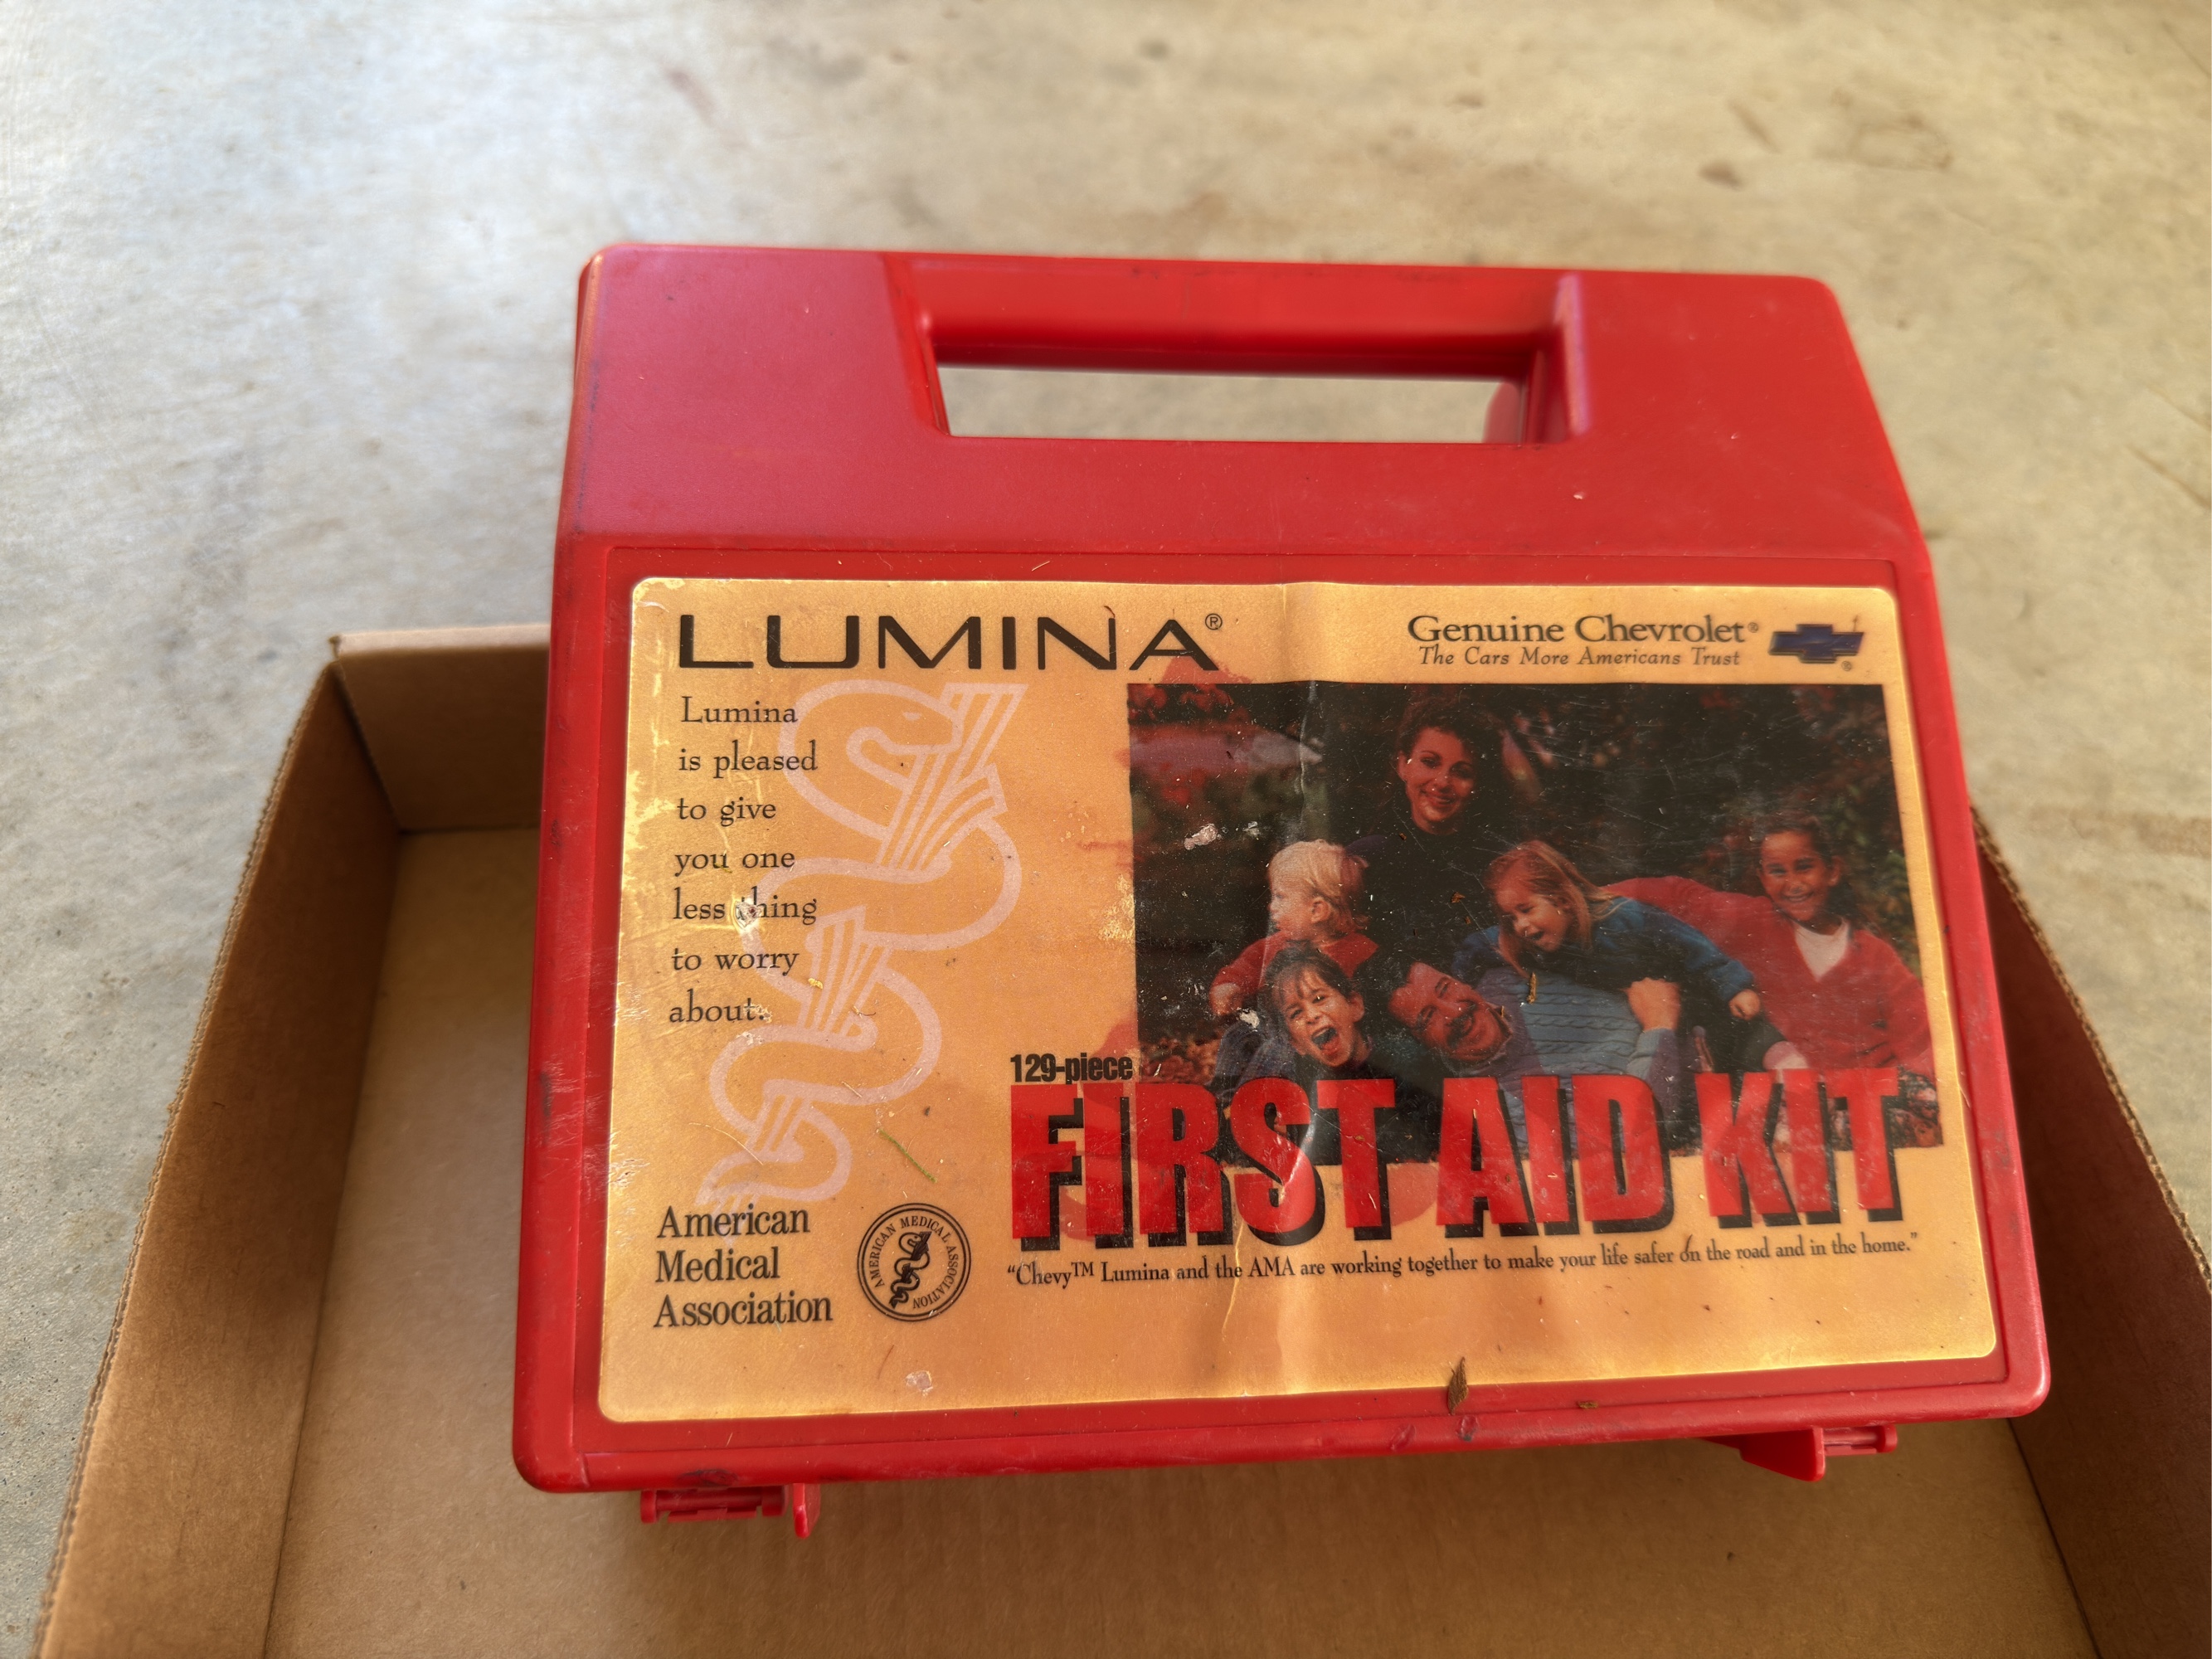 LUMINA®
Genuine Chevrolet®
The Cars More Americans Trust
®
Lumina
is pleased
to give
you one
less thing
to worry
about.
129-piece
FIRST AID KIT
"Chevy™ Lumina and the AMA are working together to make your life safer on the road and in the home."
American
Medical
Association
AMERICAN MEDICAL ASSOCIATION